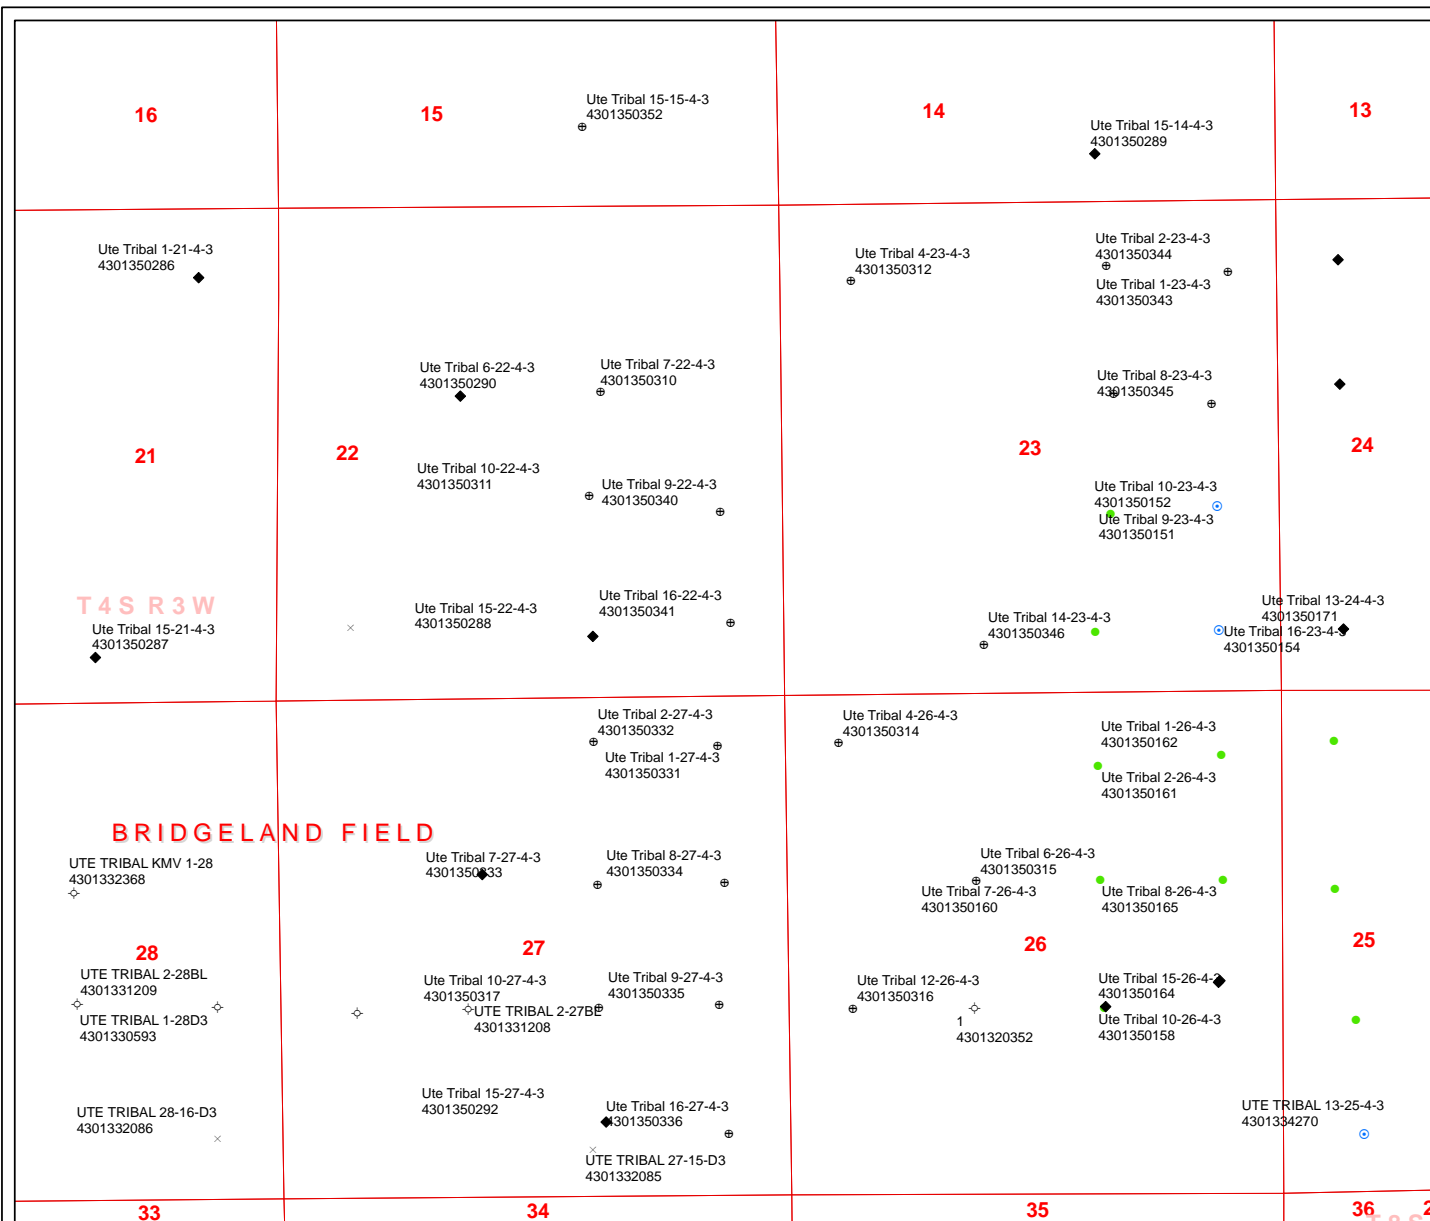 16
15
Ute Tribal 15-15-4-3
4301350352
14
Ute Tribal 15-14-4-3
4301350289
13
Ute Tribal 1-21-4-3
4301350286
Ute Tribal 4-23-4-3
4301350312
Ute Tribal 2-23-4-3
4301350344
Ute Tribal 1-23-4-3
4301350343
Ute Tribal 6-22-4-3
4301350290
Ute Tribal 7-22-4-3
4301350310
Ute Tribal 8-23-4-3
4301350345
21
22
23
24
Ute Tribal 10-22-4-3
4301350311
Ute Tribal 9-22-4-3
4301350340
Ute Tribal 10-23-4-3
4301350152
Ute Tribal 9-23-4-3
4301350151
T4S R3W
Ute Tribal 15-21-4-3
4301350287
Ute Tribal 15-22-4-3
4301350288
Ute Tribal 16-22-4-3
4301350341
Ute Tribal 14-23-4-3
4301350346
Ute Tribal 13-24-4-3
4301350171
Ute Tribal 16-23-4-3
4301350154
Ute Tribal 2-27-4-3
4301350332
Ute Tribal 1-27-4-3
4301350331
Ute Tribal 4-26-4-3
4301350314
Ute Tribal 1-26-4-3
4301350162
Ute Tribal 2-26-4-3
4301350161
BRIDGELAND FIELD
UTE TRIBAL KMV 1-28
4301332368
Ute Tribal 7-27-4-3
4301350333
Ute Tribal 8-27-4-3
4301350334
Ute Tribal 6-26-4-3
4301350315
Ute Tribal 7-26-4-3
4301350160
Ute Tribal 8-26-4-3
4301350165
28
27
26
25
UTE TRIBAL 2-28BL
4301331209
UTE TRIBAL 1-28D3
4301330593
Ute Tribal 10-27-4-3
4301350317
UTE TRIBAL 2-27BL
4301331208
Ute Tribal 9-27-4-3
4301350335
Ute Tribal 12-26-4-3
4301350316
1
4301320352
Ute Tribal 15-26-4-3
4301350164
Ute Tribal 10-26-4-3
4301350158
UTE TRIBAL 28-16-D3
4301332086
Ute Tribal 15-27-4-3
4301350292
Ute Tribal 16-27-4-3
4301350336
UTE TRIBAL 27-15-D3
4301332085
UTE TRIBAL 13-25-4-3
4301334270
33
34
35
36